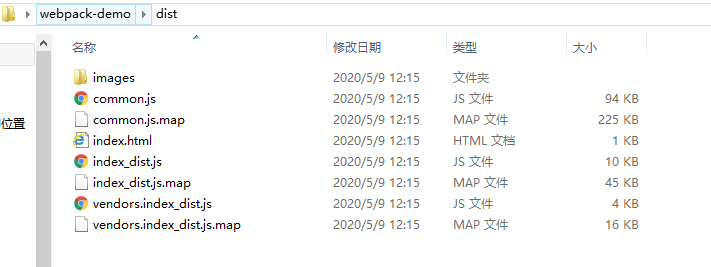 webpack-demo dist
名称 修改日期 类型 大小
images 2020/5/9 12:15 文件夹
common.js 2020/5/9 12:15 JS 文件 94 KB
common.js.map 2020/5/9 12:15 MAP 文件 225 KB
位置
index.html 2020/5/9 12:15 HTML 文档 1 KB
index_dist.js 2020/5/9 12:15 JS 文件 10 KB
index_dist.js.map 2020/5/9 12:15 MAP 文件 45 KB
vendors.index_dist.js 2020/5/9 12:15 JS 文件 4 KB
vendors.index_dist.js.map 2020/5/9 12:15 MAP 文件 16 KB